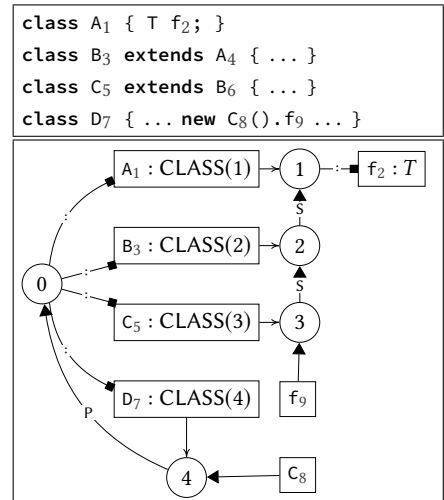 class A₁ { T f₂; }
class B₃ extends A₄ { ... }
class C₅ extends B₆ { ... }
class D₇ { ... new C₈().f₉ ... }
A₁ : CLASS(1)
1
:
f₂ : T
:
S
B₃ : CLASS(2)
2
:
0
S
:
C₅ : CLASS(3)
3
:
D₇ : CLASS(4)
f₉
P
4
C₈